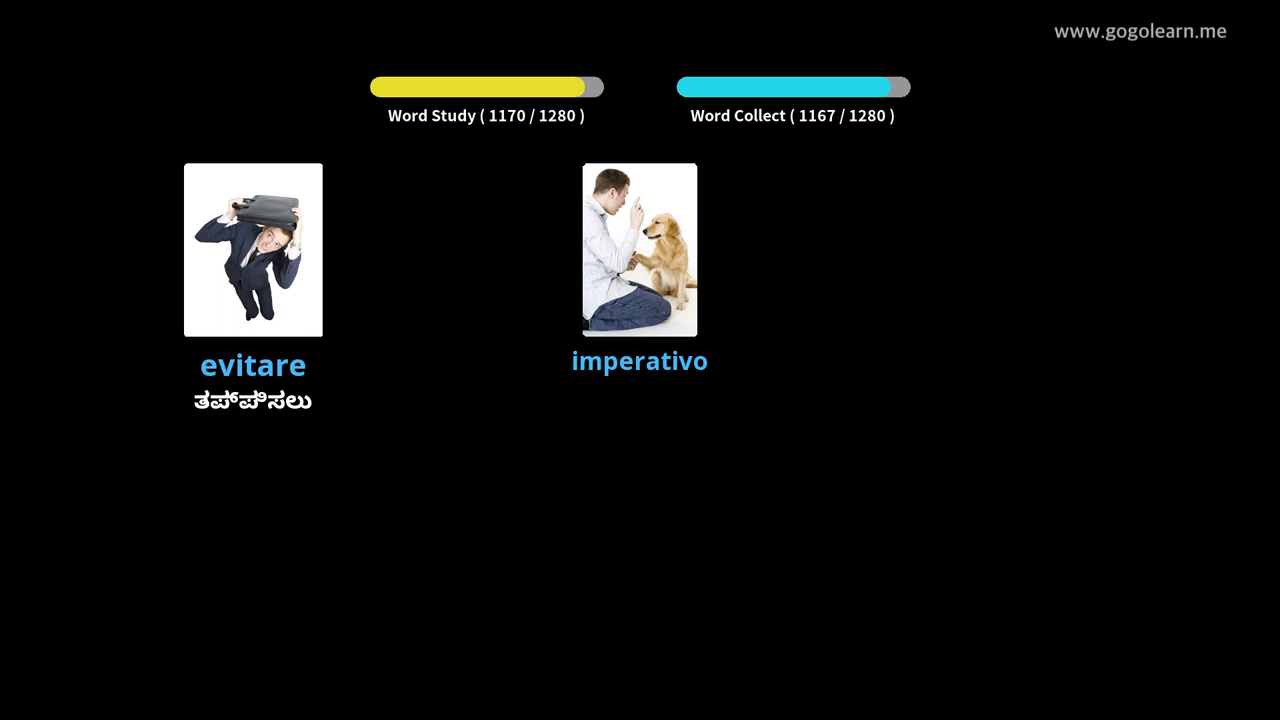 www.gogolearn.me
Word Study ( 1170 / 1280 )
Word Collect ( 1167 / 1280 )
evitare
ತಪ್ಪಿಸಲು
imperativo